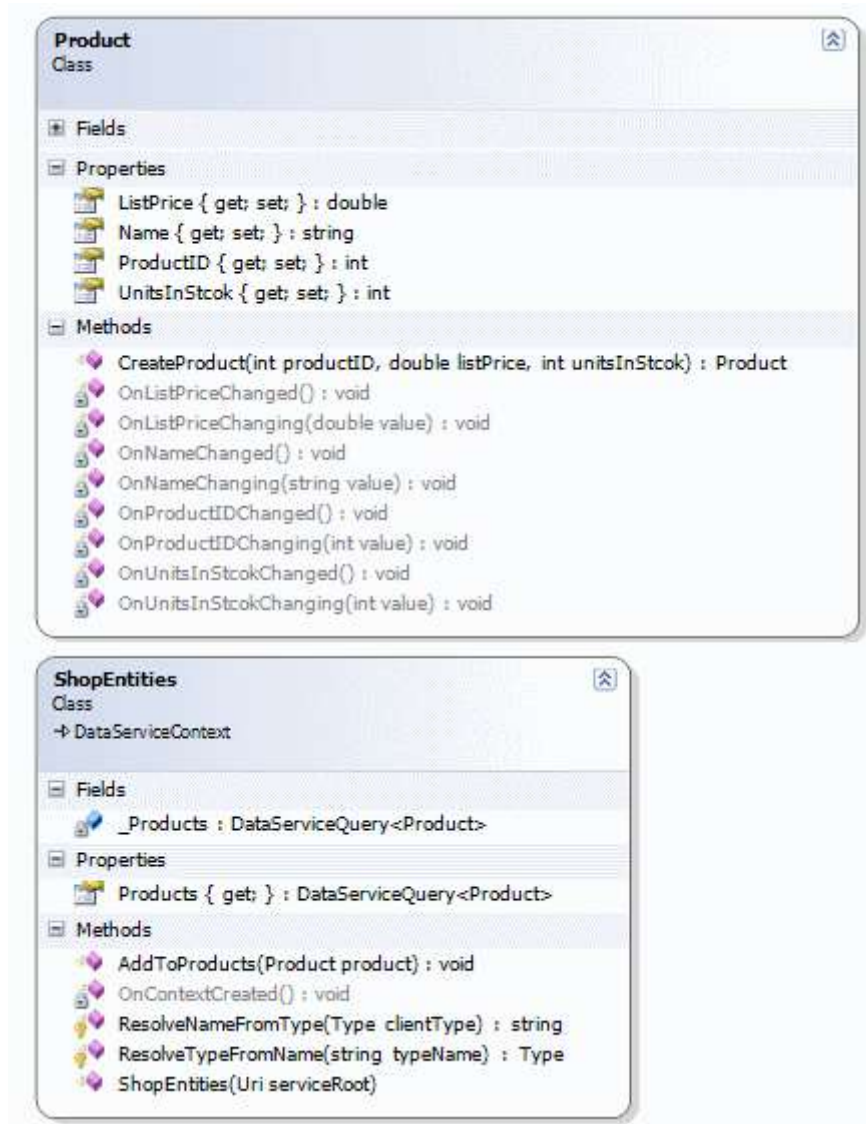 Product
Class
Fields
Properties
ListPrice { get; set; } : double
Name { get; set; } : string
ProductID { get; set; } : int
UnitsInStcok { get; set; } : int
Methods
CreateProduct(int productID, double listPrice, int unitsInStcok) : Product
OnListPriceChanged() : void
OnListPriceChanging(double value) : void
OnNameChanged() : void
OnNameChanging(string value) : void
OnProductIDChanged() : void
OnProductIDChanging(int value) : void
OnUnitsInStcokChanged() : void
OnUnitsInStcokChanging(int value) : void
ShopEntities
Class
DataServiceContext
Fields
_Products : DataServiceQuery<Product>
Properties
Products { get; } : DataServiceQuery<Product>
Methods
AddToProducts(Product product) : void
OnContextCreated() : void
ResolveNameFromType(Type clientType) : string
ResolveTypeFromName(string typeName) : Type
ShopEntities(Uri serviceRoot)